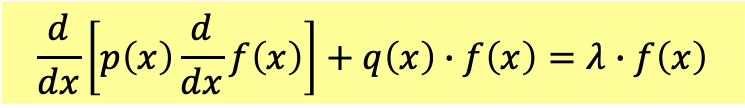 d/dx[p(x) d/dx f(x)] + q(x) · f(x) = λ · f(x)